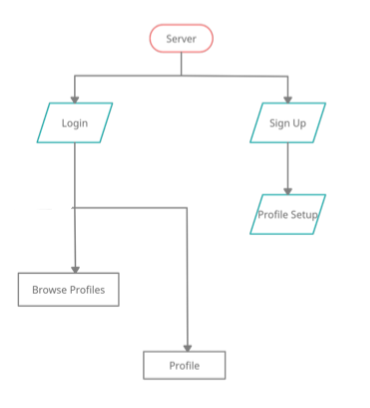 Server
Login
Sign Up
Profile Setup
Browse Profiles
Profile